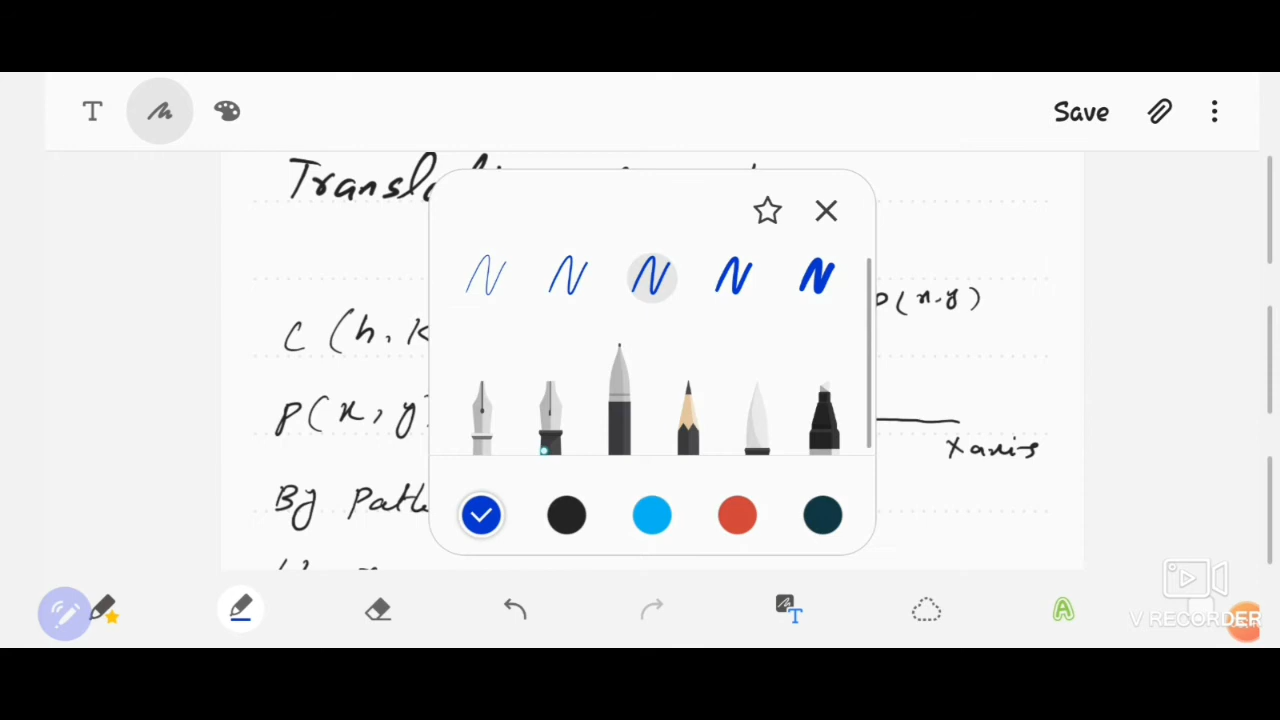 T
Save
Transl
C (h, k
P(x, y)
P(x, y
X axis
By Path
A
T
V RECORDER